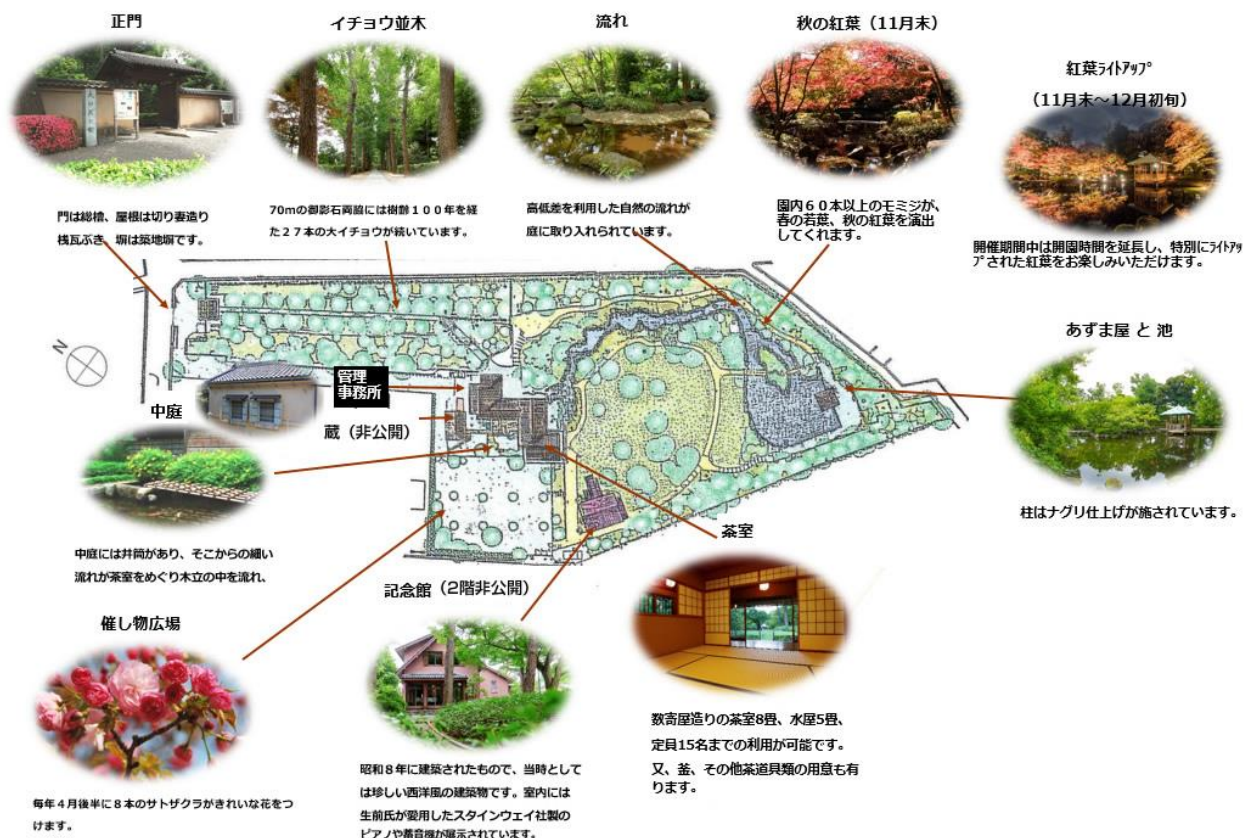 正門
門は総檜、屋根は切り妻造り
桟瓦ぶき、塀は築地塀です。
イチョウ並木
70mの御影石両脇には樹齢１００年を経
た２７本の大イチョウが続いています。
流れ
高低差を利用した自然の流れが
庭に取り入れられています。
秋の紅葉（11月末）
園内６０本以上のモミジが、
春の若葉、秋の紅葉を演出
してくれます。
紅葉ﾗｲﾄｱｯﾌﾟ
（11月末～12月初旬）
開催期間中は開園時間を延長し、特別にﾗｲﾄｱｯ
ﾌﾟされた紅葉をお楽しみいただけます。
N
管理
事務所
蔵（非公開）
中庭
中庭には井筒があり、そこからの細い
流れが茶室をめぐり木立の中を流れ、
あずま屋 と 池
柱はナグリ仕上げが施されています。
催し物広場
毎年４月後半に８本のサトザクラがきれいな花をつ
けます。
記念館（2階非公開）
昭和８年に建築されたもので、当時として
は珍しい西洋風の建築物です。室内には
生前氏が愛用したスタインウェイ社製の
ピアノや蓄音機が展示されています。
茶室
数寄屋造りの茶室8畳、水屋5畳、
定員15名までの利用が可能です。
又、釜、その他茶道具類の用意も有
ります。